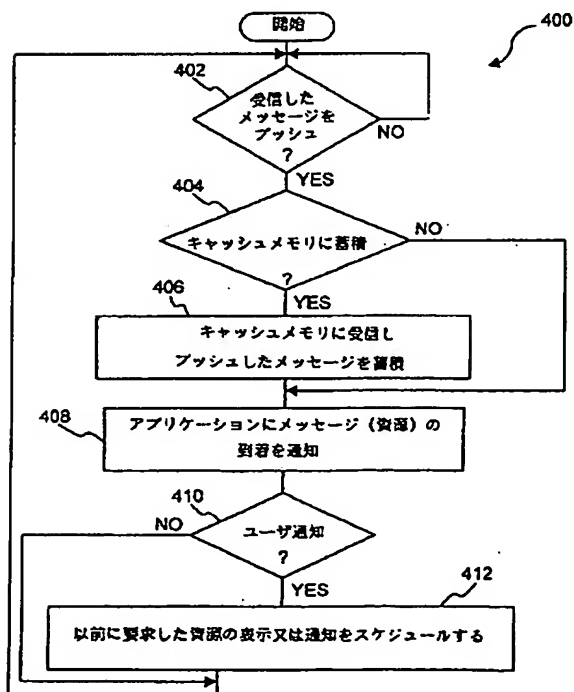 開始
400
402
受信した
メッセージを
プッシュ
?
NO
YES
404
キャッシュメモリに蓄積
?
NO
YES
406
キャッシュメモリに受信し
プッシュしたメッセージを蓄積
408
アプリケーションにメッセージ(資源)の
到着を通知
410
NO
ユーザ通知
?
YES
412
以前に要求した資源の表示又は通知をスケジュールする